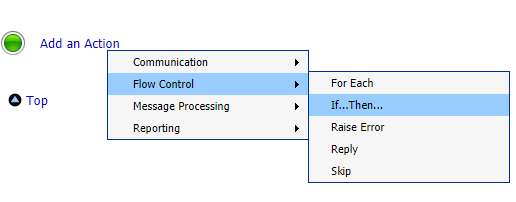 Add an Action
Communication
Flow Control
Message Processing
Reporting
For Each
If...Then...
Raise Error
Reply
Skip
Top